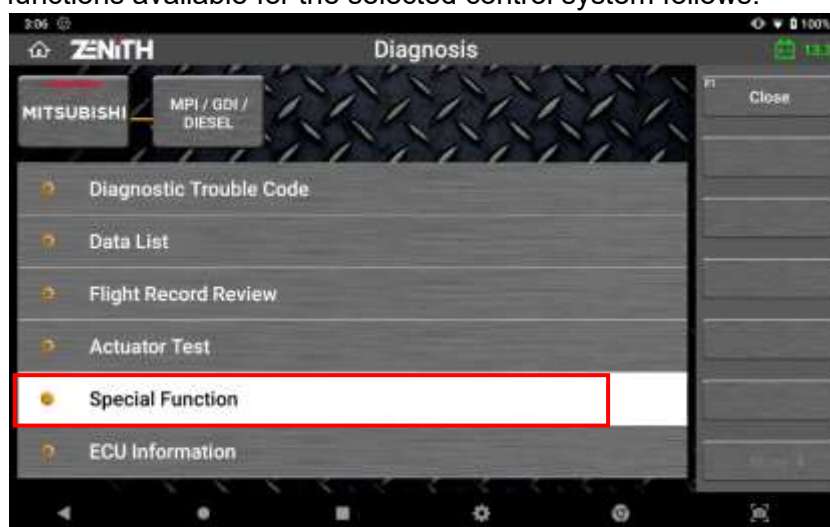 functions available for the selected control system follows.
3:06
100%
ZENITH
Diagnosis
MITSUBISHI
MPI / GDI /
DIESEL
F1
Close
Diagnostic Trouble Code
Data List
Flight Record Review
Actuator Test
Special Function
ECU Information